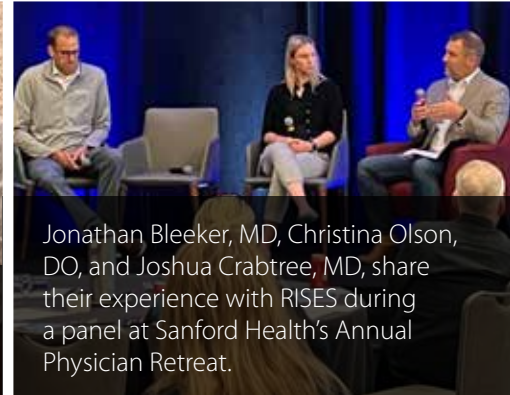 Jonathan Bleeker, MD, Christina Olson,
DO, and Joshua Crabtree, MD, share
their experience with RISES during
a panel at Sanford Health’s Annual
Physician Retreat.